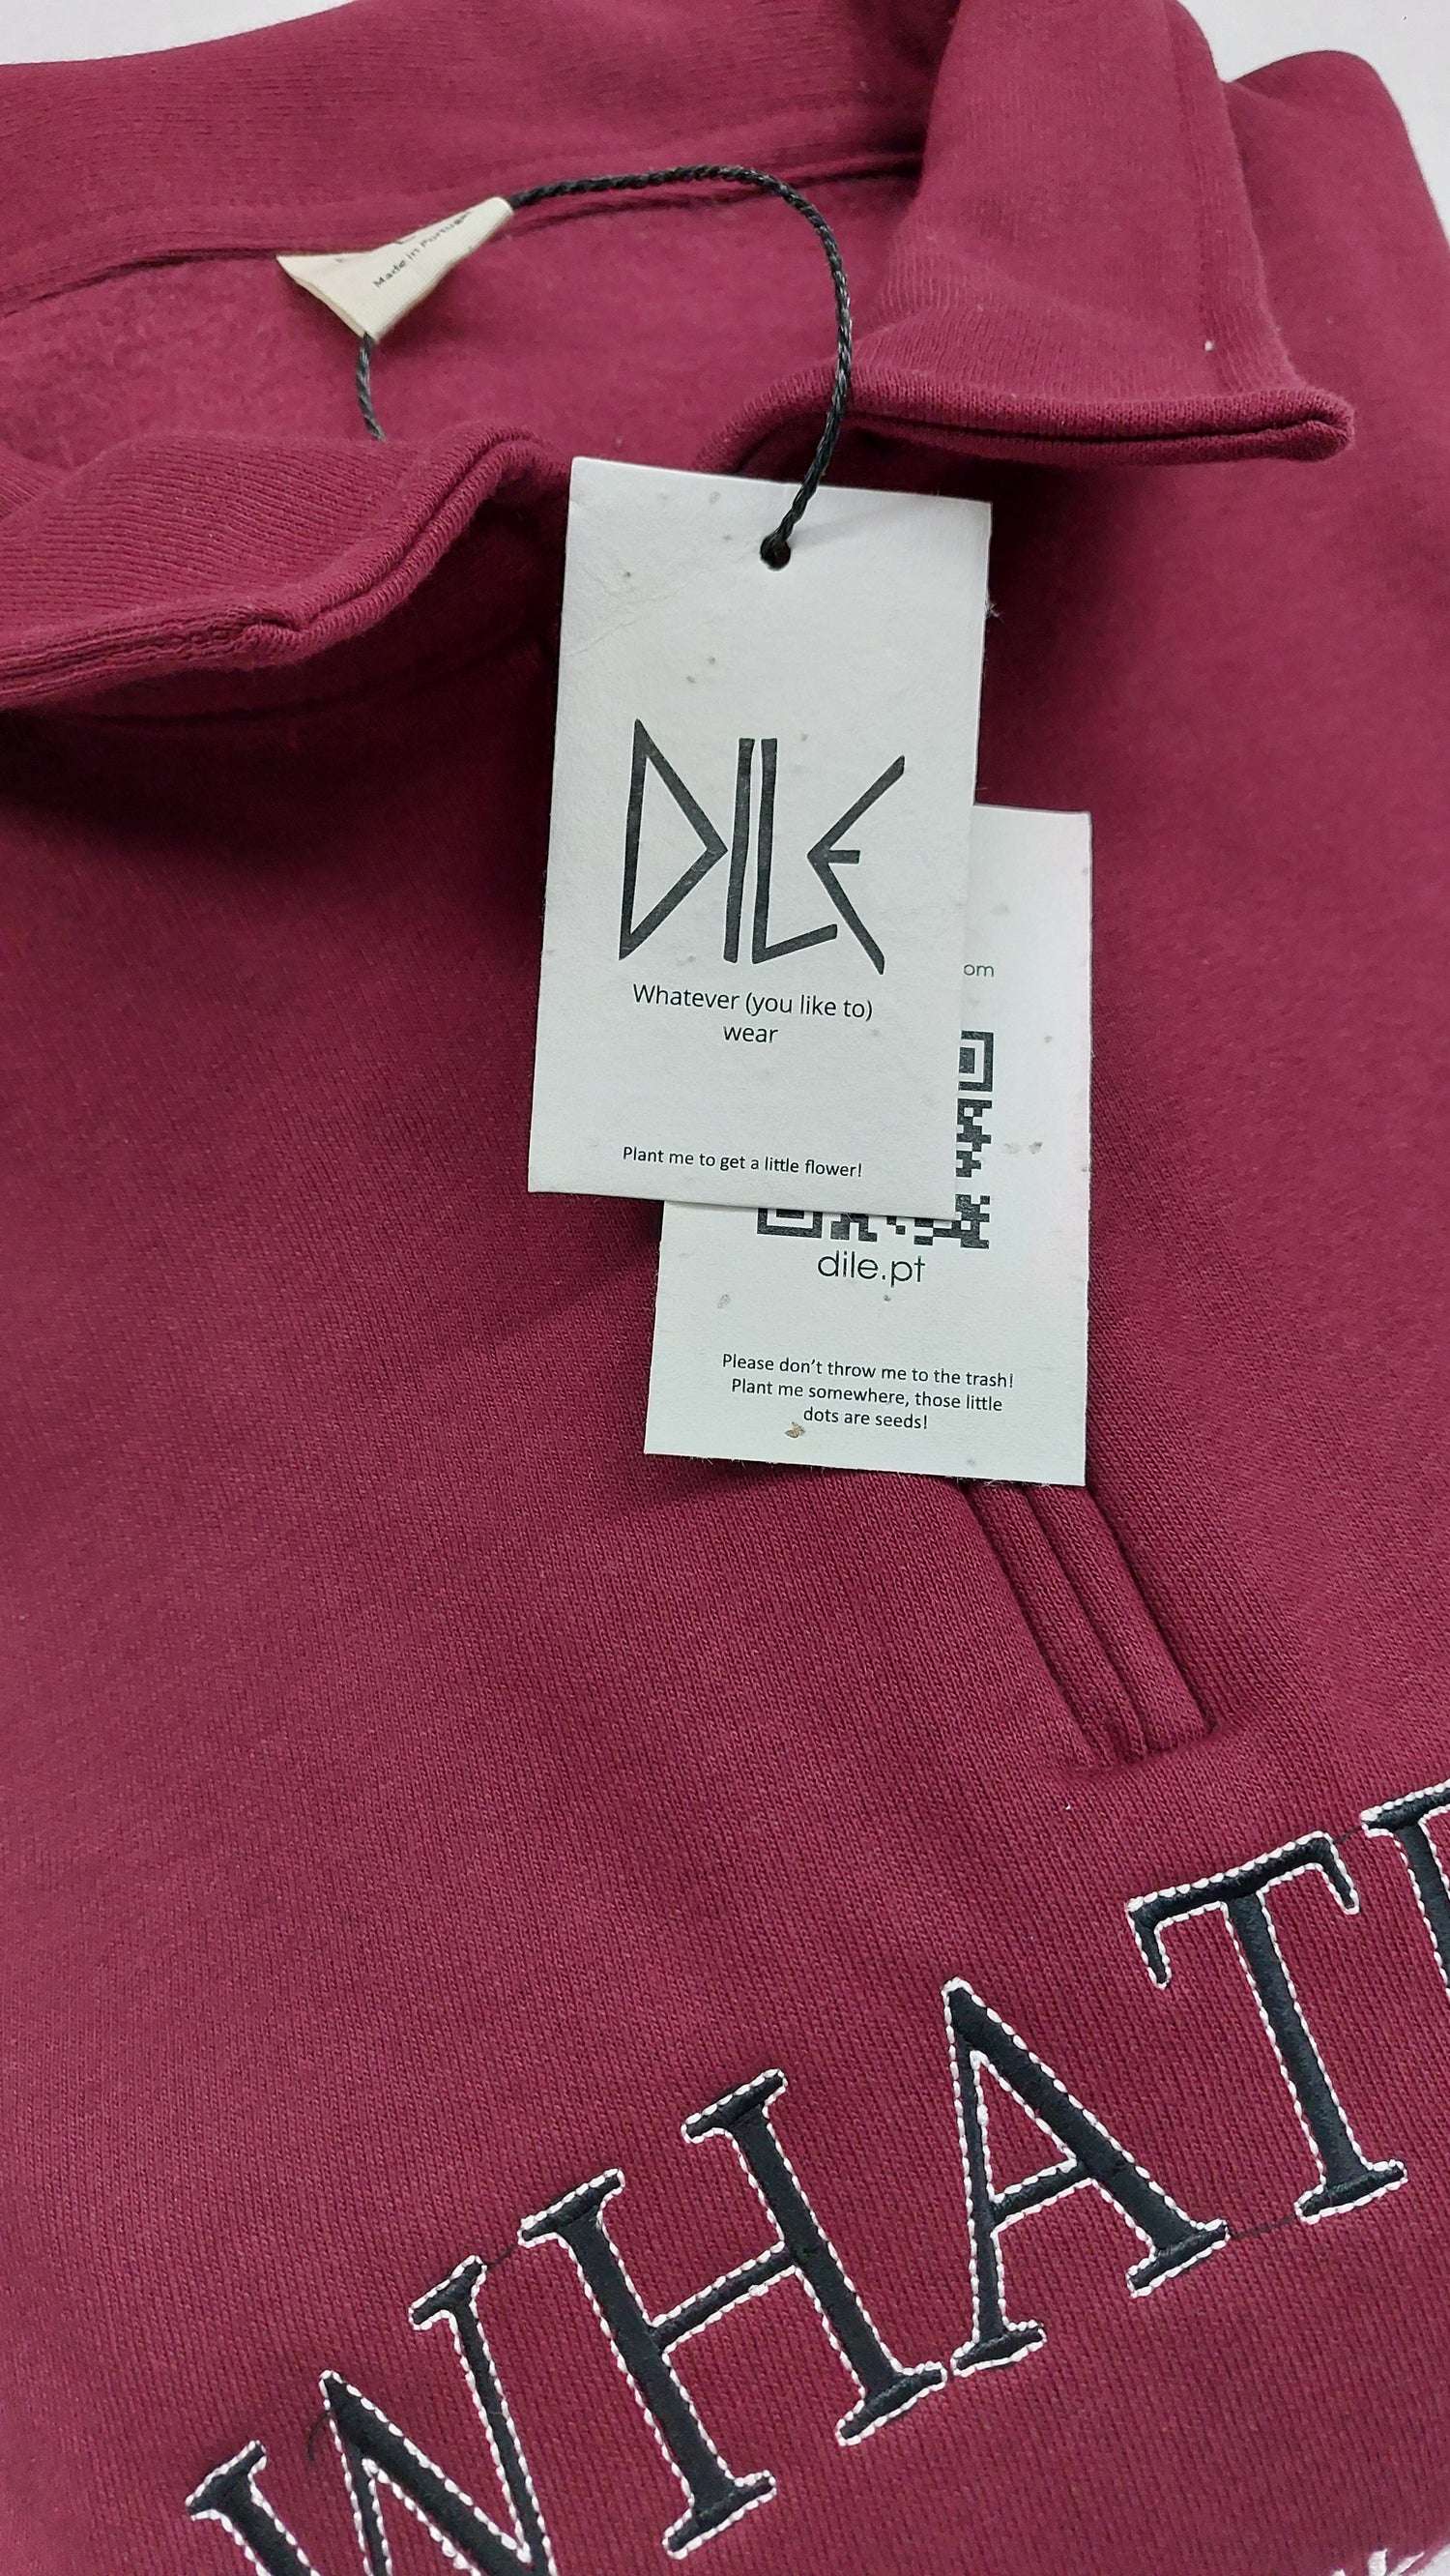 Made in Portugal
DILE
Whatever (you like to)
wear
Plant me to get a little flower!
om
dile.pt
Please don't throw me to the trash!
Plant me somewhere, those little
dots are seeds!
WHAT